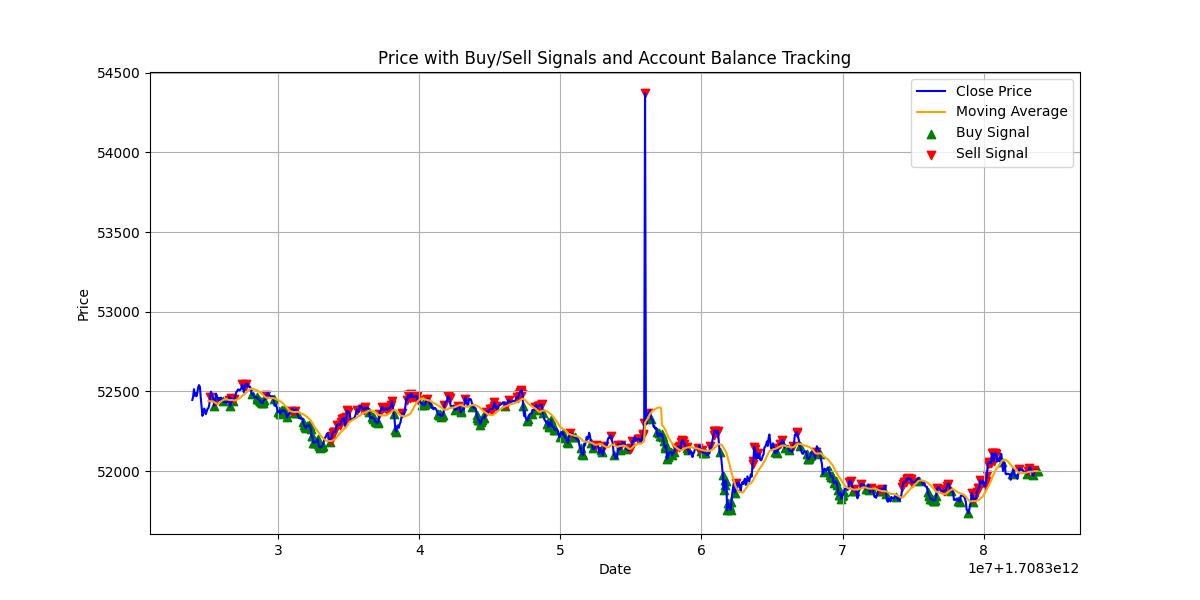 Price with Buy/Sell Signals and Account Balance Tracking
54500
54000
53500
53000
52500
52000
Price
Close Price
Moving Average
Buy Signal
Sell Signal
3 4 5 6 7 8
1e7+1.7083e12
Date